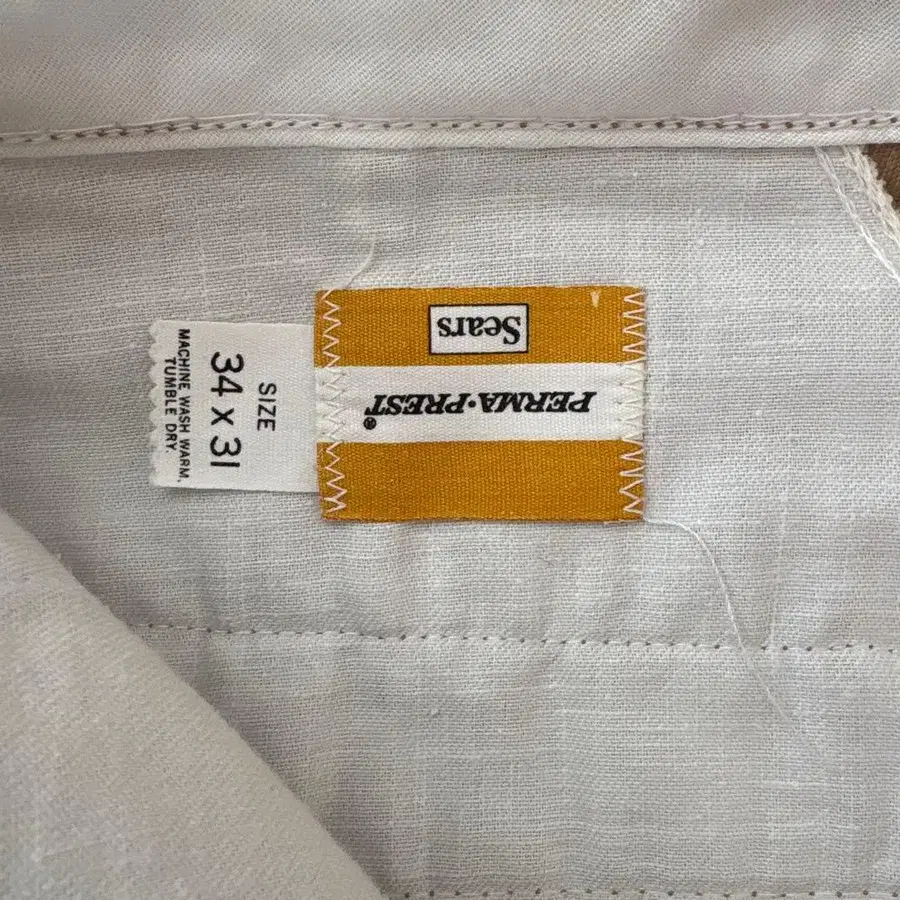 Sears
PERMA·PREST®
SIZE
34 X 31
MACHINE WASH WARM,
TUMBLE DRY.